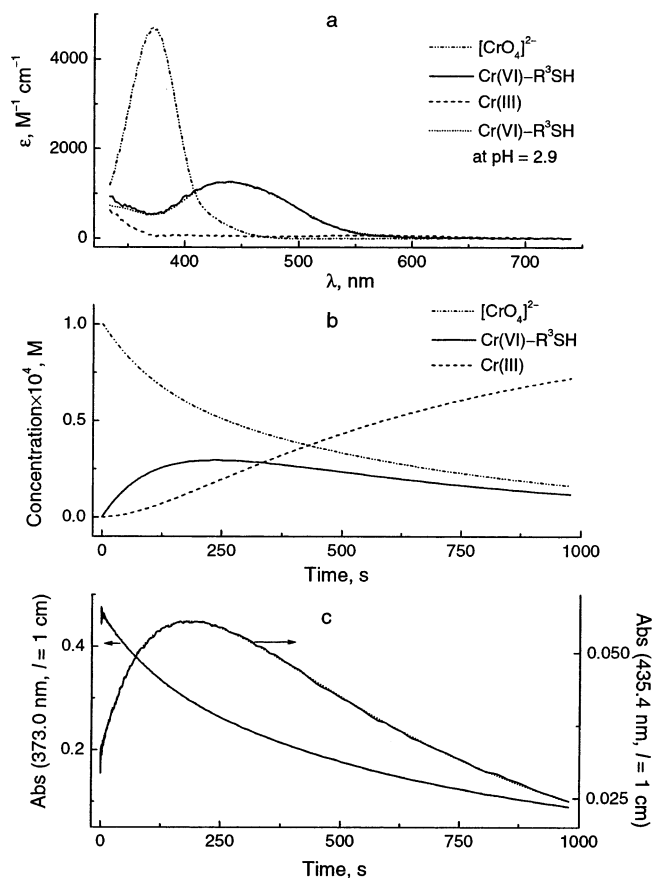 a
ε, M⁻¹ cm⁻¹
4000
2000
0
[CrO₄]²⁻
Cr(VI)–R³SH
Cr(III)
Cr(VI)–R³SH
at pH = 2.9
400 500 600 700
λ, nm
b
Concentration×10⁴, M
1.0
0.5
0.0
[CrO₄]²⁻
Cr(VI)–R³SH
Cr(III)
0 250 500 750 1000
Time, s
c
Abs (373.0 nm, l = 1 cm)
0.4
0.2
Abs (435.4 nm, l = 1 cm)
0.050
0.025
0 250 500 750 1000
Time, s